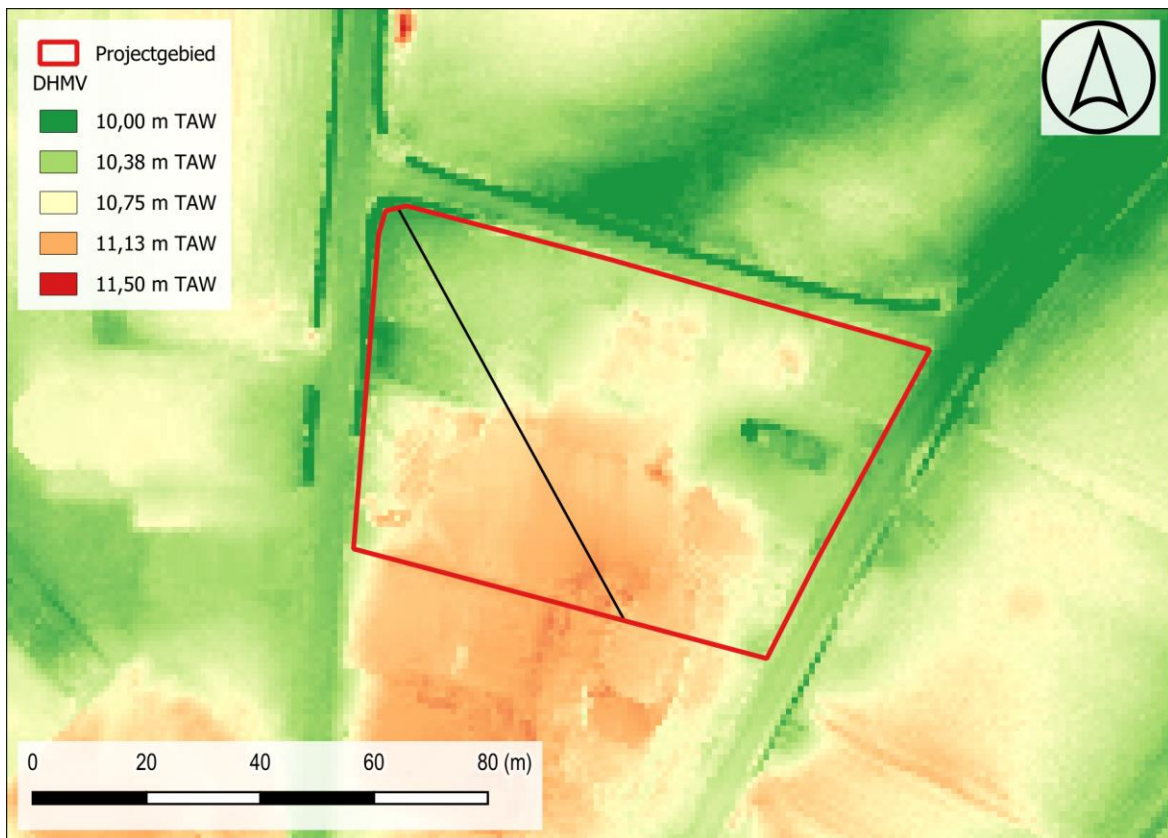 Projectgebied
DHMV
10,00 m TAW
10,38 m TAW
10,75 m TAW
11,13 m TAW
11,50 m TAW
0 20 40 60 80 (m)